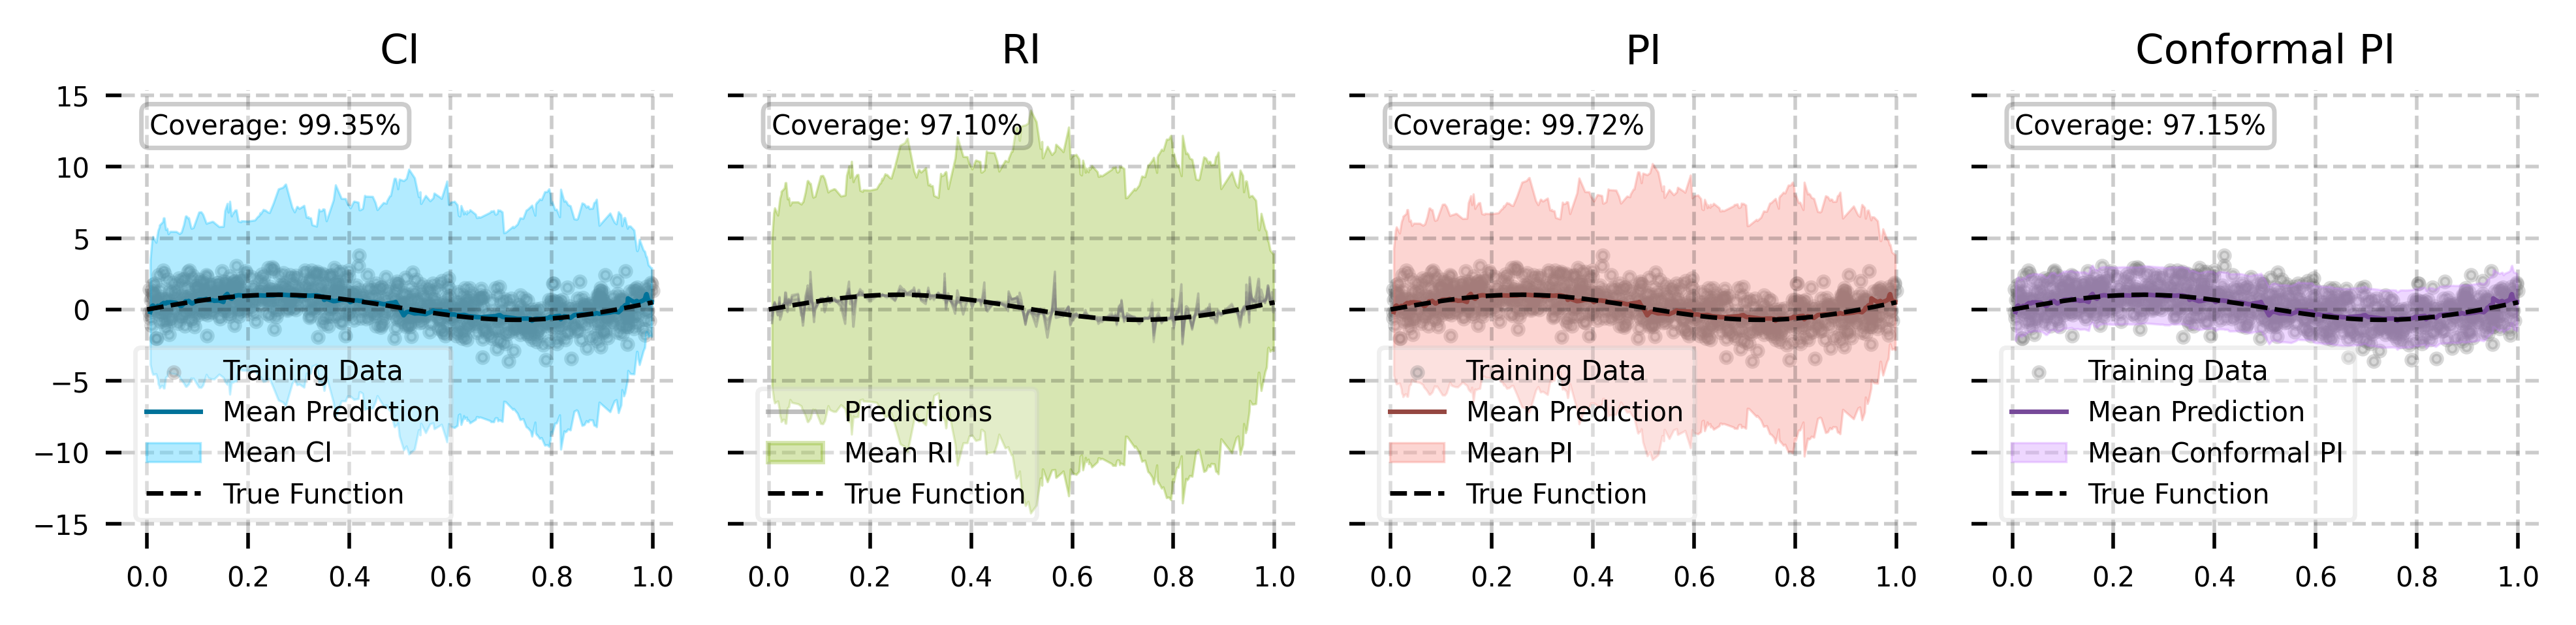 CI
15
10
5
0
−5
−10
−15
Coverage: 99.35%
Training Data
Mean Prediction
Mean CI
True Function
0.0 0.2 0.4 0.6 0.8 1.0
RI
Coverage: 97.10%
Predictions
Mean RI
True Function
0.0 0.2 0.4 0.6 0.8 1.0
PI
Coverage: 99.72%
Training Data
Mean Prediction
Mean PI
True Function
0.0 0.2 0.4 0.6 0.8 1.0
Conformal PI
Coverage: 97.15%
Training Data
Mean Prediction
Mean Conformal PI
True Function
0.0 0.2 0.4 0.6 0.8 1.0